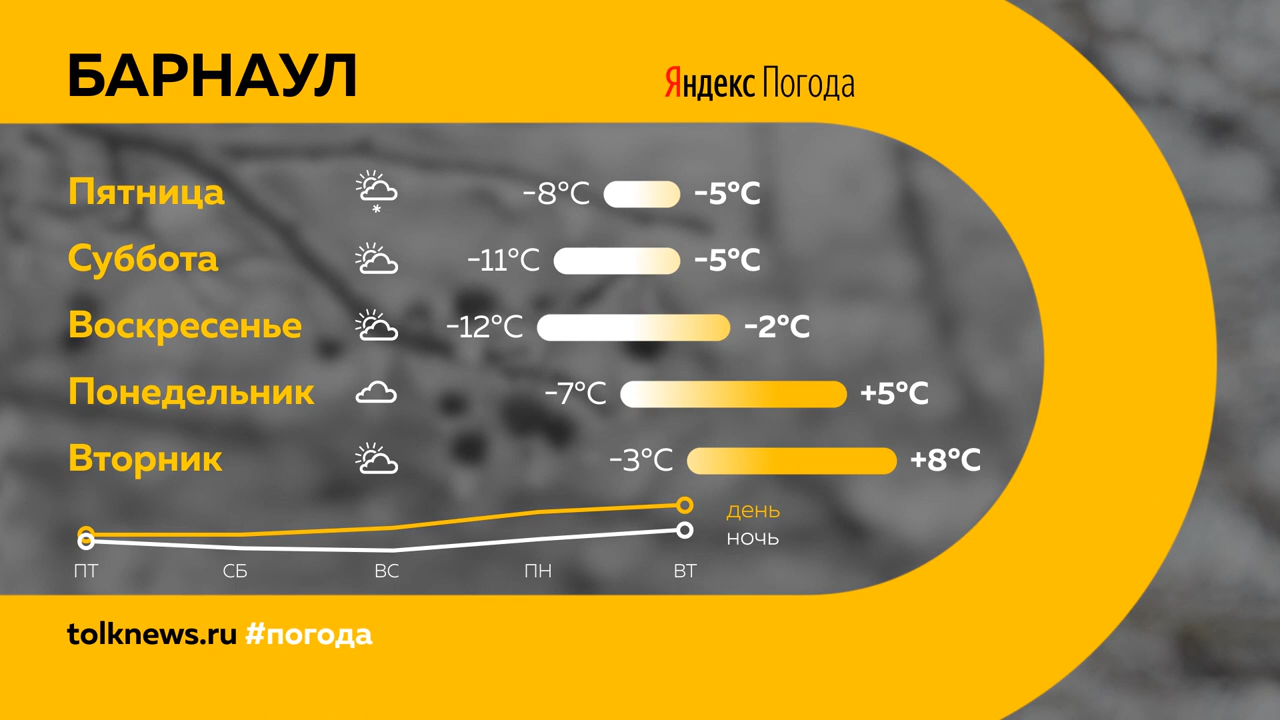 БАРНАУЛ
Яндекс Погода
Пятница -8°C -5°C
Суббота -11°C -5°C
Воскресенье -12°C -2°C
Понедельник -7°C +5°C
Вторник -3°C +8°C
день
ночь
ПТ СБ ВС ПН ВТ
tolknews.ru #погода